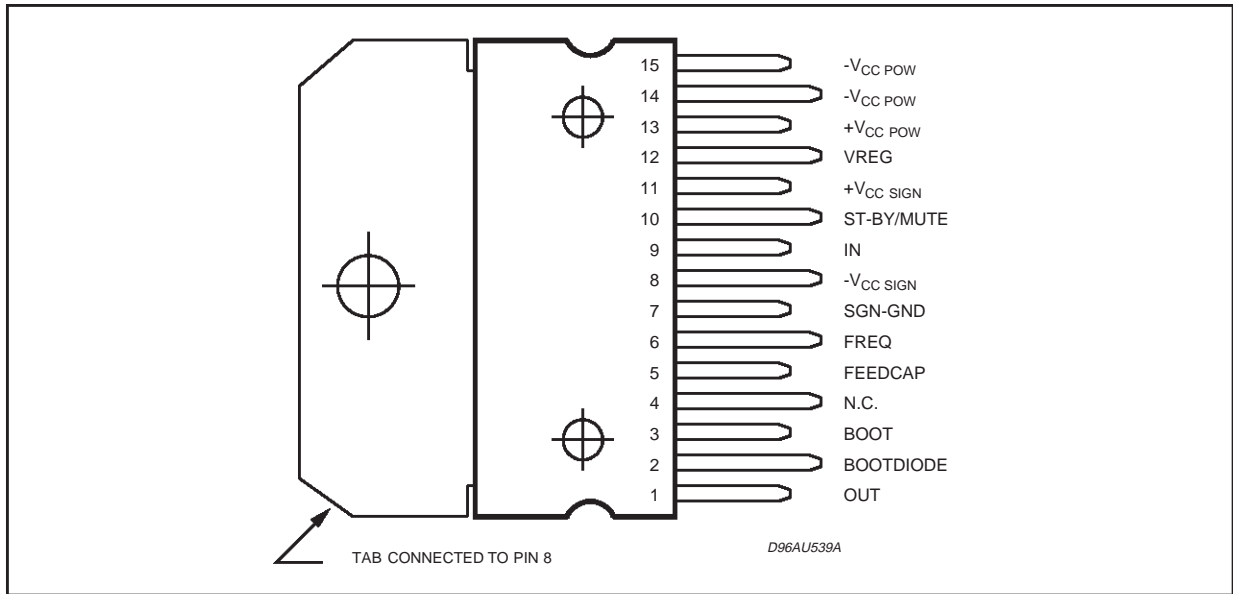 15 -VCC POW
14 -VCC POW
13 +VCC POW
12 VREG
11 +VCC SIGN
10 ST-BY/MUTE
9 IN
8 -VCC SIGN
7 SGN-GND
6 FREQ
5 FEEDCAP
4 N.C.
3 BOOT
2 BOOTDIODE
1 OUT
TAB CONNECTED TO PIN 8
D96AU539A